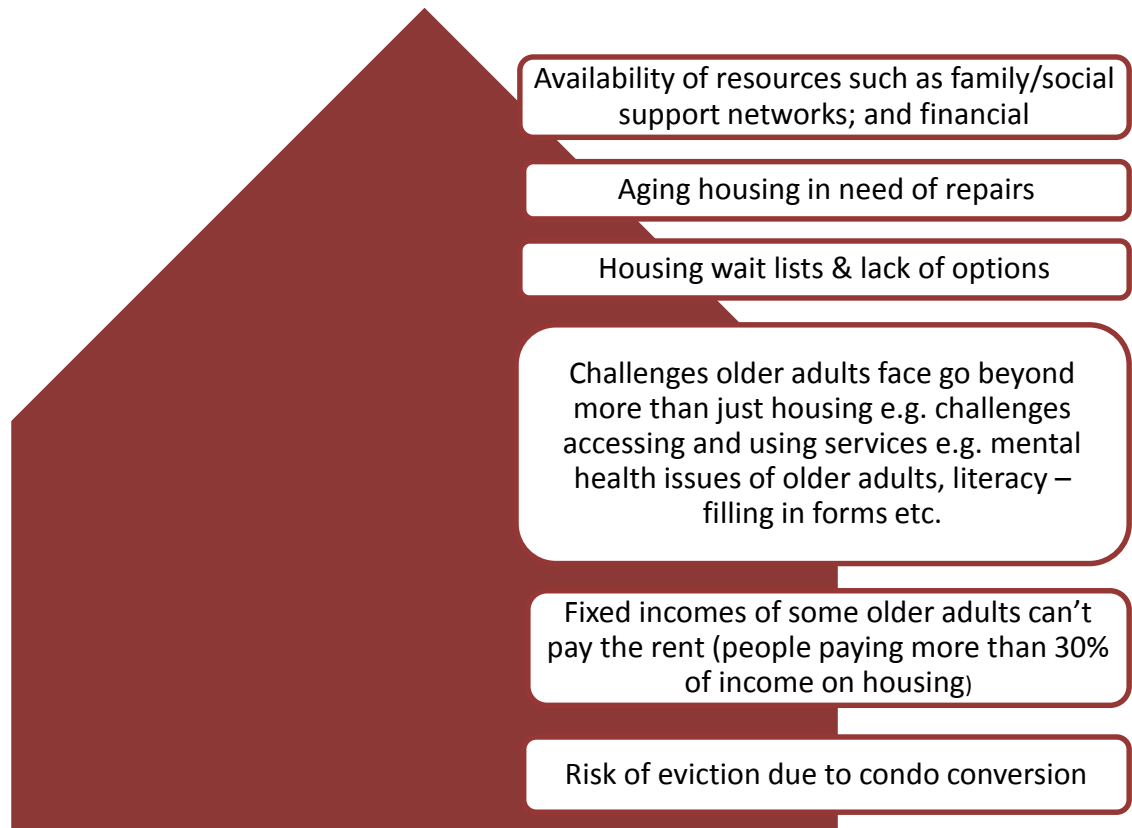 Availability of resources such as family/social
support networks; and financial
Aging housing in need of repairs
Housing wait lists & lack of options
Challenges older adults face go beyond
more than just housing e.g. challenges
accessing and using services e.g. mental
health issues of older adults, literacy –
filling in forms etc.
Fixed incomes of some older adults can’t
pay the rent (people paying more than 30%
of income on housing)
Risk of eviction due to condo conversion